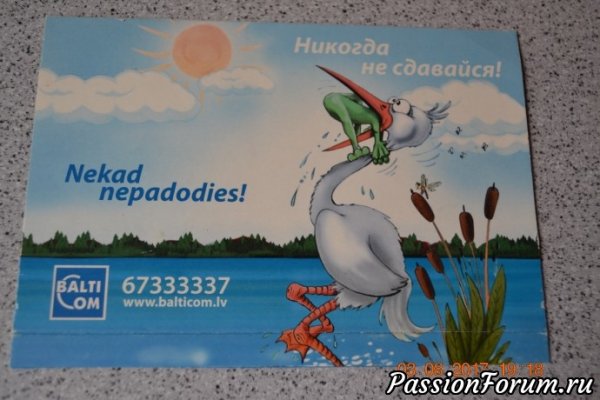 Никогда
не сдавайся!
Nekad
nepadodies!
BALTI
COM
67333337
www.balticom.lv
03 08 2017 19 18
PassionForum.ru